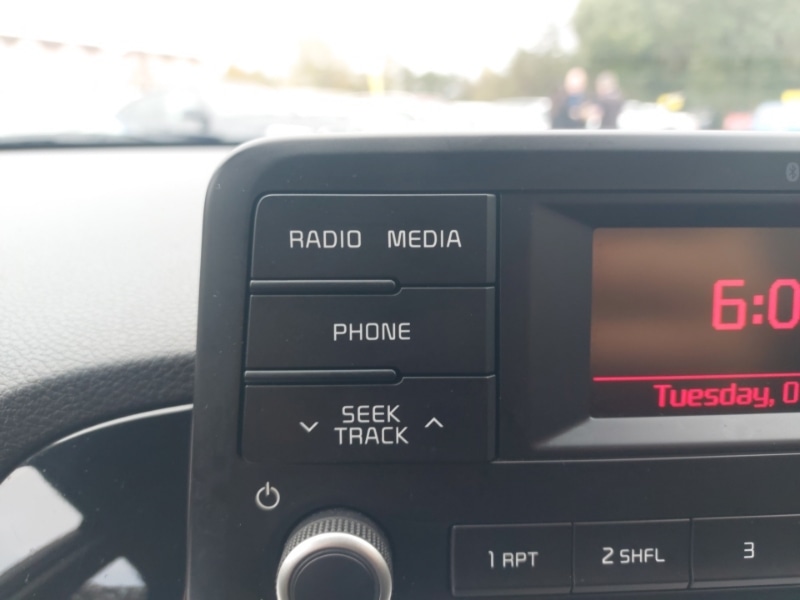 RADIO MEDIA
PHONE
SEEK
TRACK
6:0
Tuesday, 0
1 RPT
2 SHFL
3